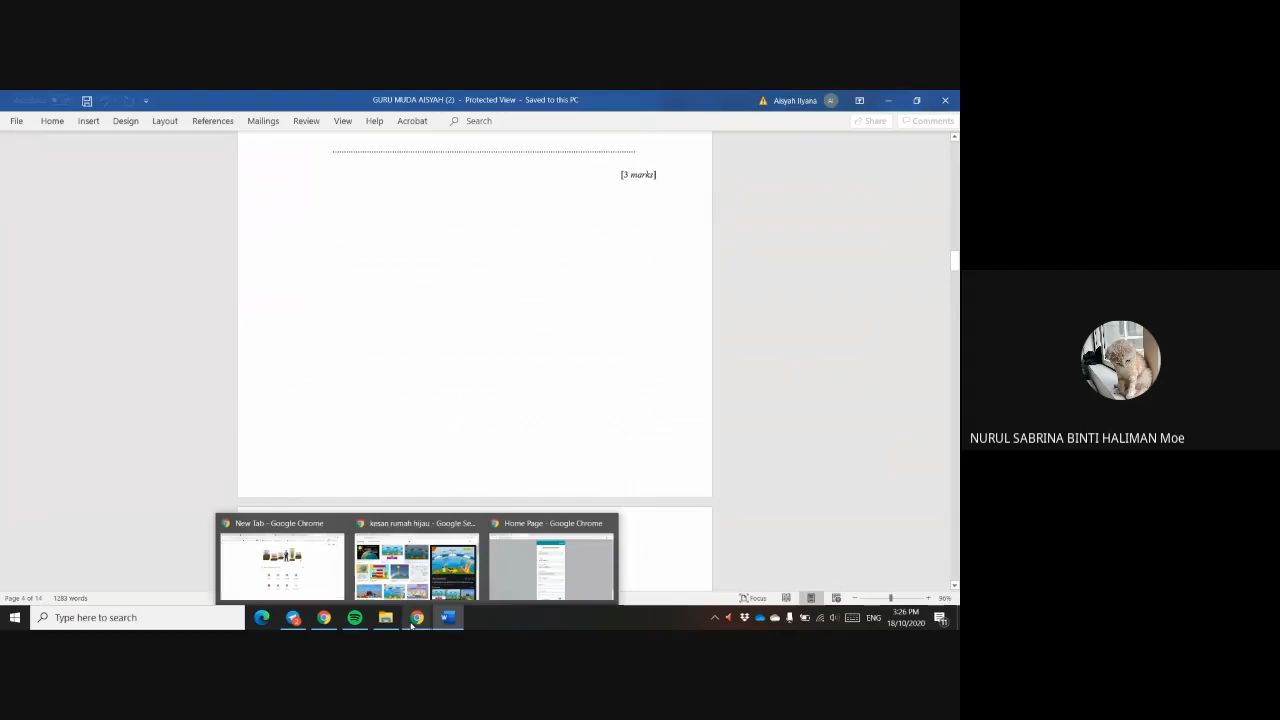 GURU MUDA AISYAH (2) - Protected View - Saved to this PC
Aisyah Ilyana
AI
File Home Insert Design Layout References Mailings Review View Help Acrobat Search
Share Comments
[3 marks]
NURUL SABRINA BINTI HALIMAN Moe
New Tab - Google Chrome
kesan rumah hijau - Google Se...
Home Page - Google Chrome
Page 4 of 14 1283 words
Focus
96%
Type here to search
ENG
3:26 PM
18/10/2020